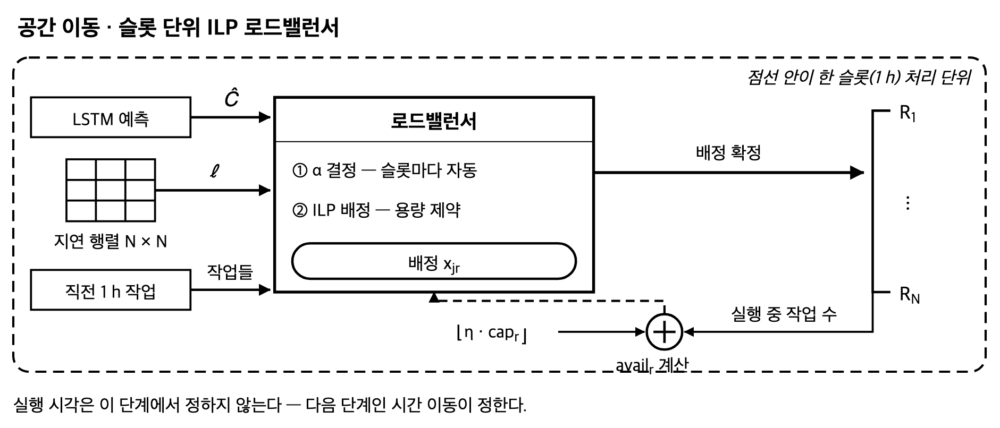 공간 이동 · 슬롯 단위 ILP 로드밸런서
점선 안이 한 슬롯(1 h) 처리 단위
LSTM 예측
Ĉ
ℓ
지연 행렬 N × N
직전 1 h 작업
작업들
로드밸런서
① α 결정 — 슬롯마다 자동
② ILP 배정 — 용량 제약
배정 xjr
배정 확정
R1
⋮
RN
실행 중 작업 수
⌊η · capr⌋
availr 계산
실행 시각은 이 단계에서 정하지 않는다 — 다음 단계인 시간 이동이 정한다.